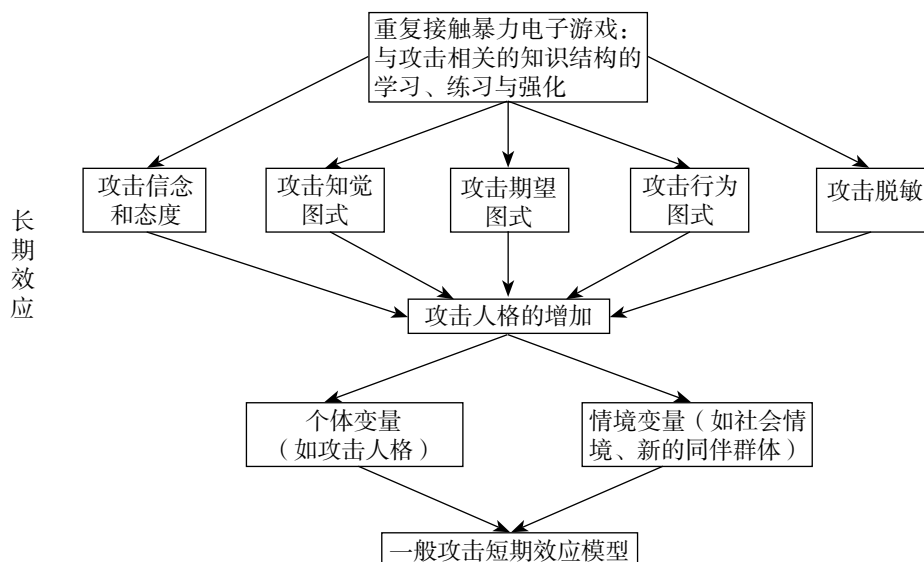 重复接触暴力电子游戏：
与攻击相关的知识结构的
学习、练习与强化
攻击信念
和态度
攻击知觉
图式
攻击期望
图式
攻击行为
图式
攻击脱敏
长
期
效
应
攻击人格的增加
个体变量
（如攻击人格）
情境变量（如社会情
境、新的同伴群体）
一般攻击短期效应模型